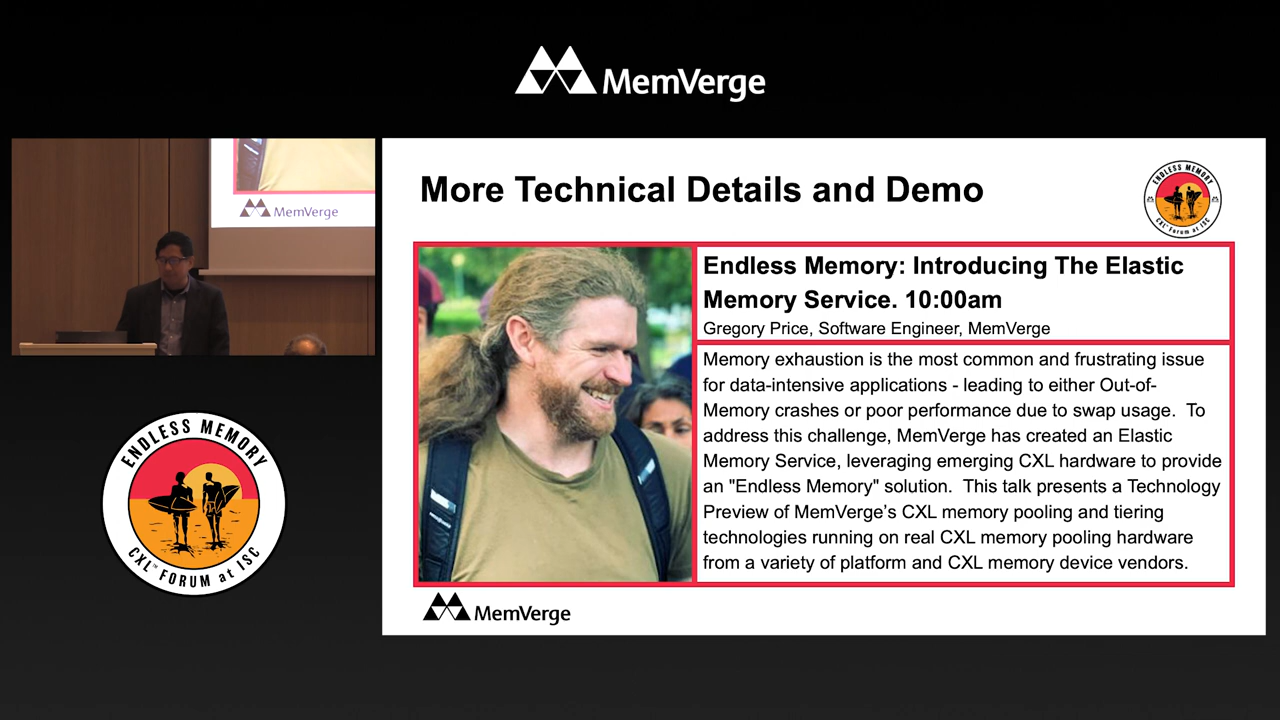 MemVerge
MemVerge
More Technical Details and Demo
ENDLESS MEMORY
CXL™ FORUM at ISC
Endless Memory: Introducing The Elastic
Memory Service. 10:00am
Gregory Price, Software Engineer, MemVerge
Memory exhaustion is the most common and frustrating issue
for data-intensive applications - leading to either Out-of-
Memory crashes or poor performance due to swap usage.  To
address this challenge, MemVerge has created an Elastic
Memory Service, leveraging emerging CXL hardware to provide
an "Endless Memory" solution.  This talk presents a Technology
Preview of MemVerge’s CXL memory pooling and tiering
technologies running on real CXL memory pooling hardware
from a variety of platform and CXL memory device vendors.
MemVerge
ENDLESS MEMORY
CXL™ FORUM at ISC